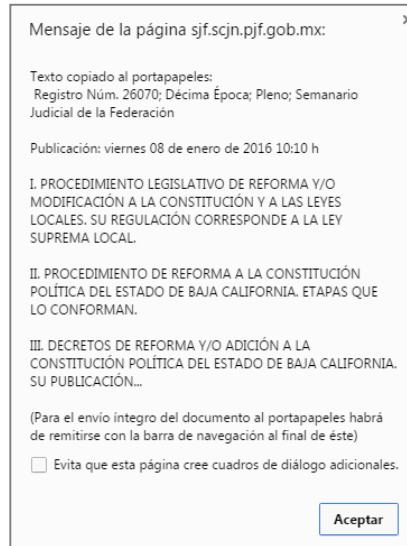 Mensaje de la página sjf.scjn.pjf.gob.mx:
Texto copiado al portapapeles:
Registro Núm. 26070; Décima Época; Pleno; Semanario
Judicial de la Federación
Publicación: viernes 08 de enero de 2016 10:10 h
I. PROCEDIMIENTO LEGISLATIVO DE REFORMA Y/O
MODIFICACIÓN A LA CONSTITUCIÓN Y A LAS LEYES
LOCALES. SU REGULACIÓN CORRESPONDE A LA LEY
SUPREMA LOCAL.
II. PROCEDIMIENTO DE REFORMA A LA CONSTITUCIÓN
POLÍTICA DEL ESTADO DE BAJA CALIFORNIA. ETAPAS QUE
LO CONFORMAN.
III. DECRETOS DE REFORMA Y/O ADICIÓN A LA
CONSTITUCIÓN POLÍTICA DEL ESTADO DE BAJA CALIFORNIA.
SU PUBLICACIÓN...
(Para el envío íntegro del documento al portapapeles habrá
de remitirse con la barra de navegación al final de éste)
Evita que esta página cree cuadros de diálogo adicionales.
Aceptar